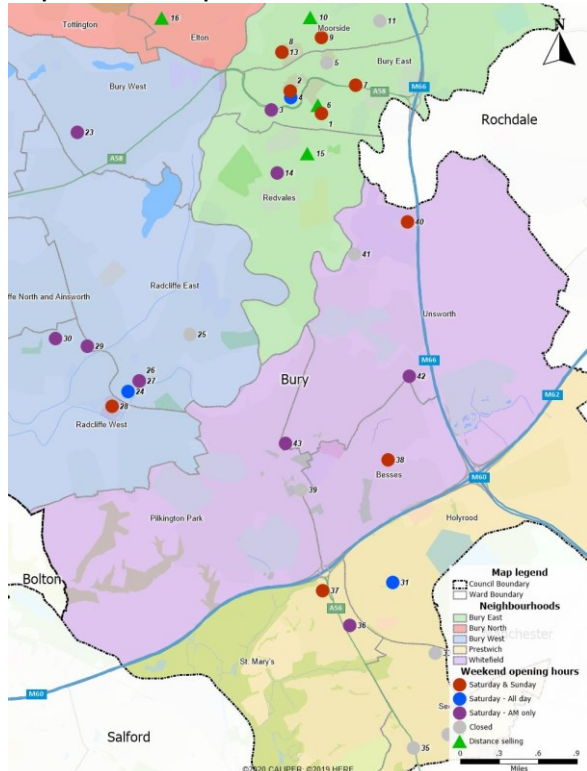 Tottington
16
Elton
10
Moorside
11
9
8
13
5
Bury East
Bury West
2
4
7
A58
M66
N
3
6
1
Rochdale
23
A58
15
14
Redvales
40
41
Radcliffe East
ffe North and Ainsworth
Unsworth
25
30
29
M66
26
27
24
Bury
42
M62
28
Radcliffe West
43
38
Besses
M60
39
Pilkington Park
Holyrood
Bolton
37
31
A56
36
St. Mary's
M60
Salford
35
Map legend
Council Boundary
Ward Boundary
Neighbourhoods
Bury East
Bury North
Bury West
Prestwich
Whitefield
Weekend opening hours
Saturday & Sunday
Saturday - All day
Saturday - AM only
Closed
Distance selling
0 .3 .6 .9
Miles
©2020 CALIPER, ©2019 HERE